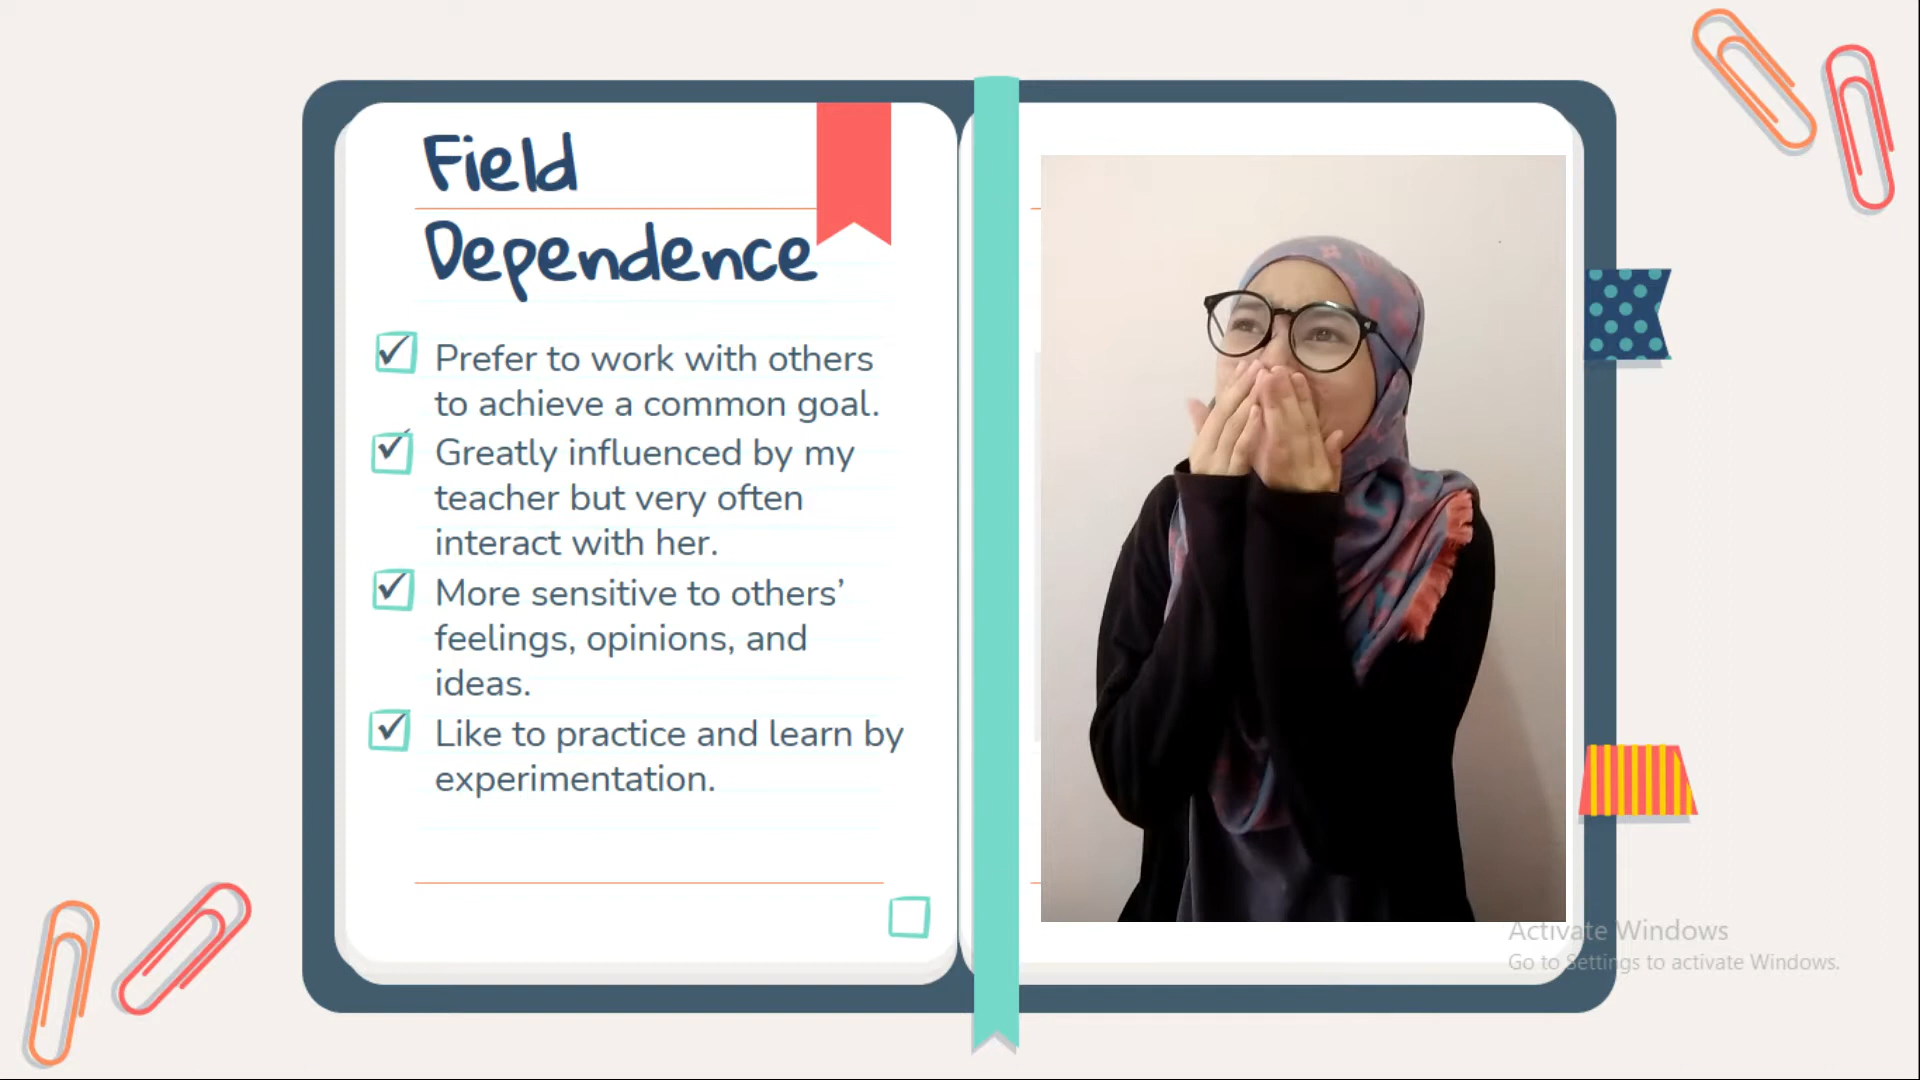 Field
Dependence
Prefer to work with others
to achieve a common goal.
Greatly influenced by my
teacher but very often
interact with her.
More sensitive to others’
feelings, opinions, and
ideas.
Like to practice and learn by
experimentation.
Activate Windows
Go to Settings to activate Windows.